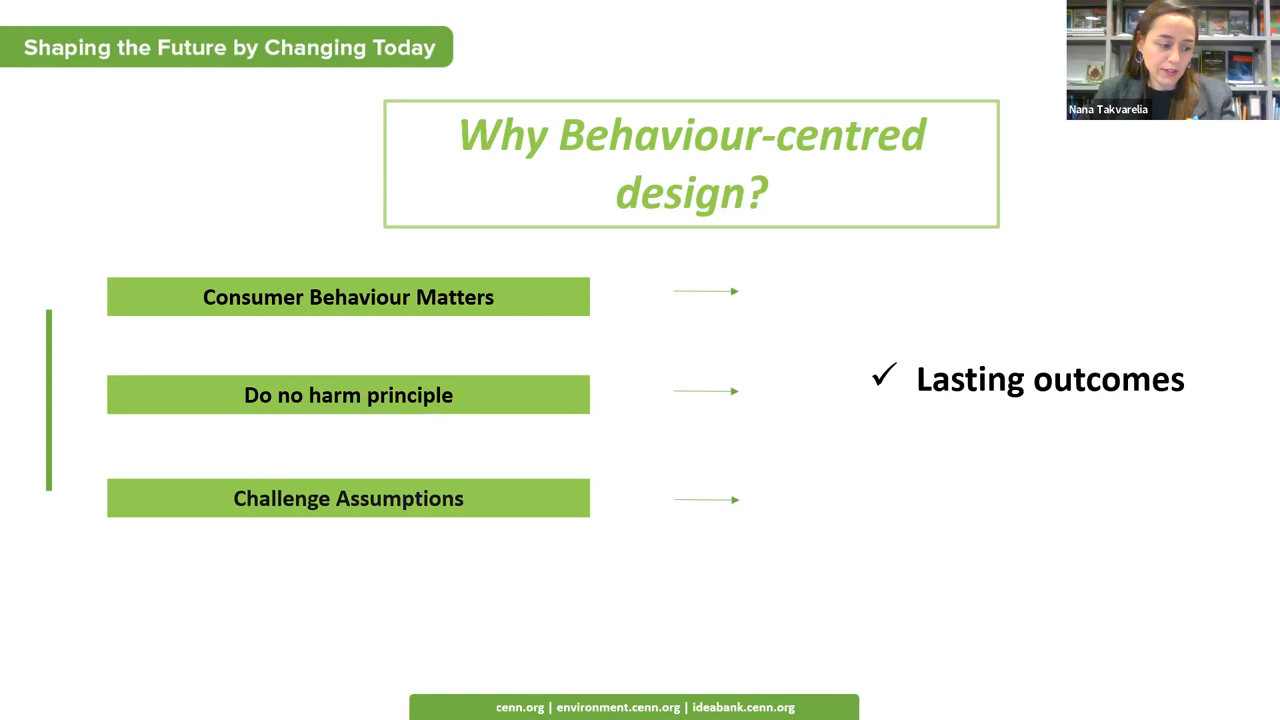 Shaping the Future by Changing Today
Nana Takvarelia
Why Behaviour-centred
design?
Consumer Behaviour Matters
Do no harm principle
✓ Lasting outcomes
Challenge Assumptions
cenn.org | environment.cenn.org | ideabank.cenn.org